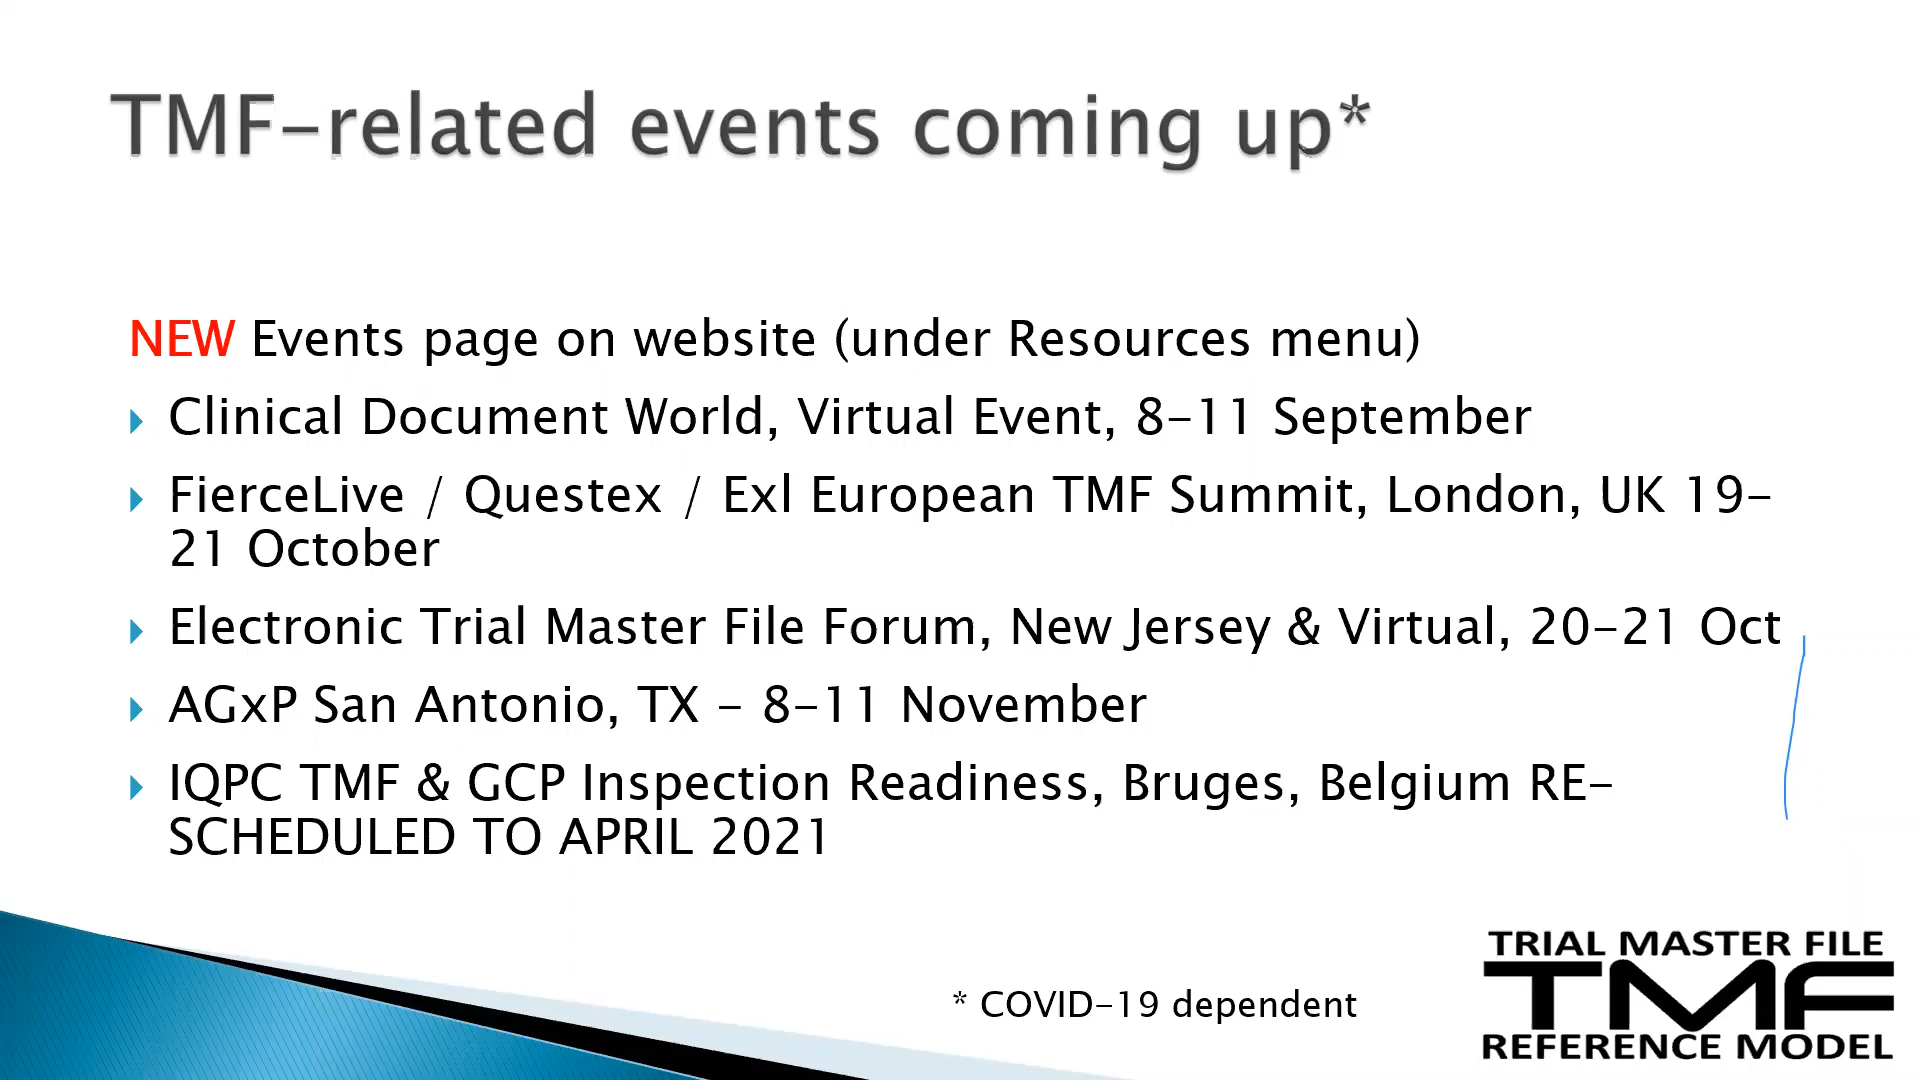 TMF-related events coming up*
NEW Events page on website (under Resources menu)
Clinical Document World, Virtual Event, 8-11 September
FierceLive / Questex / Exl European TMF Summit, London, UK 19-
21 October
Electronic Trial Master File Forum, New Jersey & Virtual, 20-21 Oct
AGxP San Antonio, TX - 8-11 November
IQPC TMF & GCP Inspection Readiness, Bruges, Belgium RE-
SCHEDULED TO APRIL 2021
* COVID-19 dependent
TRIAL MASTER FILE
TMF
REFERENCE MODEL